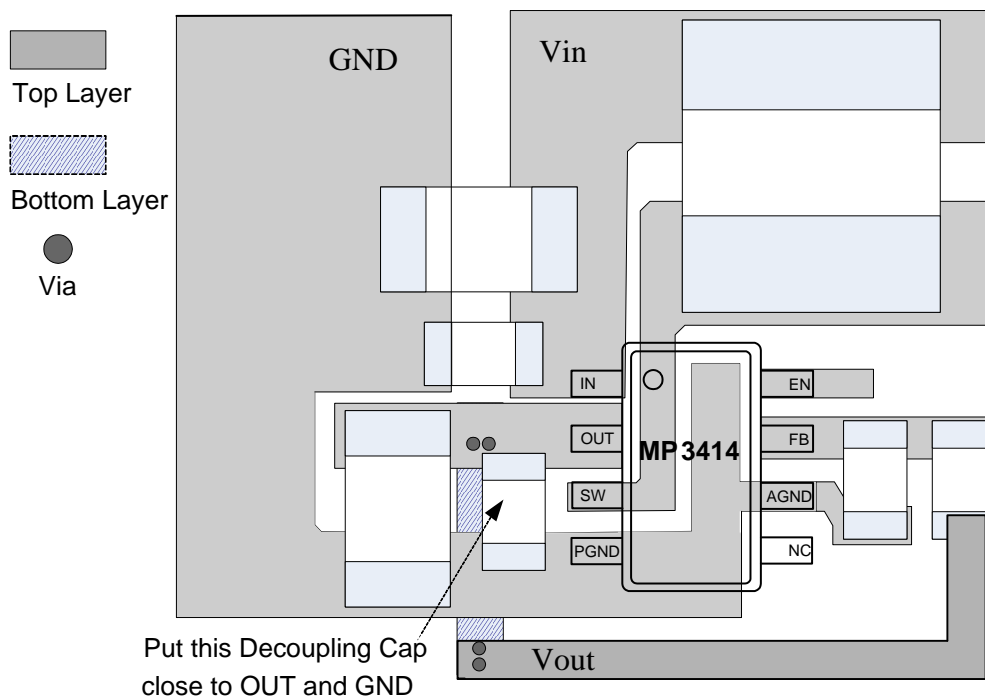 GND
Vin
Top Layer
Bottom Layer
Via
IN
EN
OUT
FB
MP3414
SW
AGND
PGND
NC
Put this Decoupling Cap
close to OUT and GND
Vout